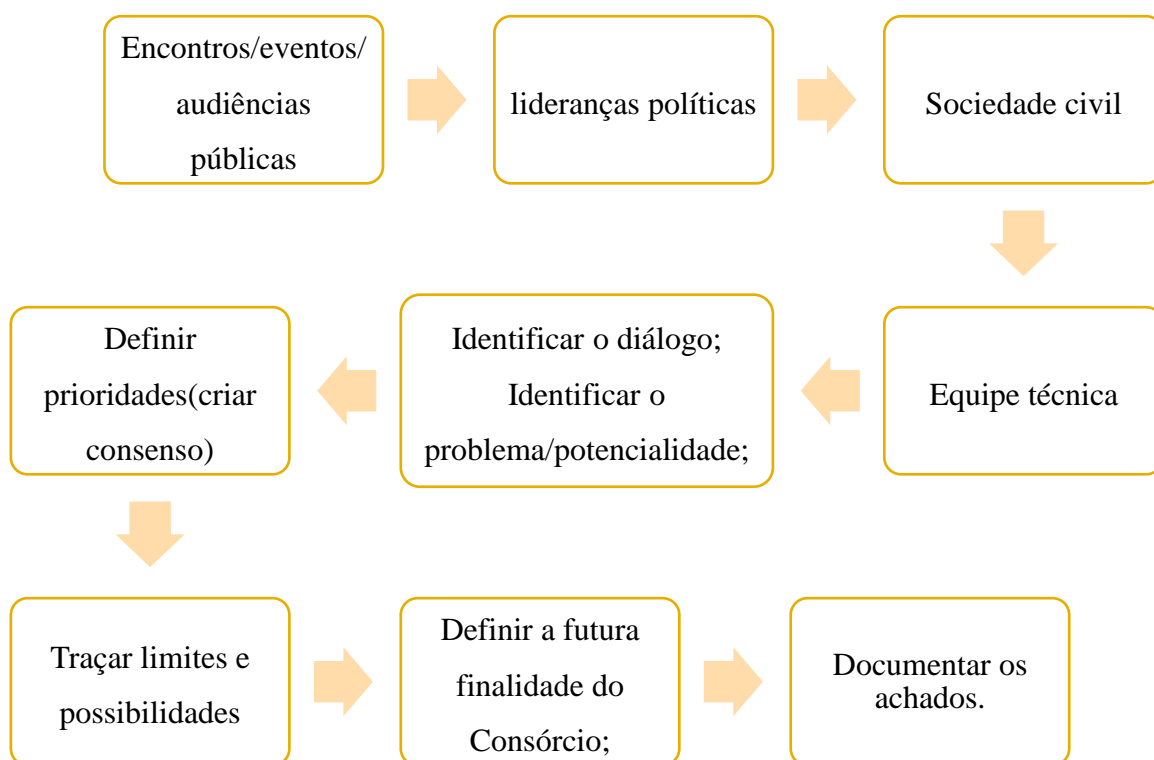 Encontros/eventos/
audiências
públicas
lideranças políticas
Sociedade civil
Equipe técnica
Identificar o diálogo;
Identificar o
problema/potencialidade;
Definir
prioridades(criar
consenso)
Traçar limites e
possibilidades
Definir a futura
finalidade do
Consórcio;
Documentar os
achados.